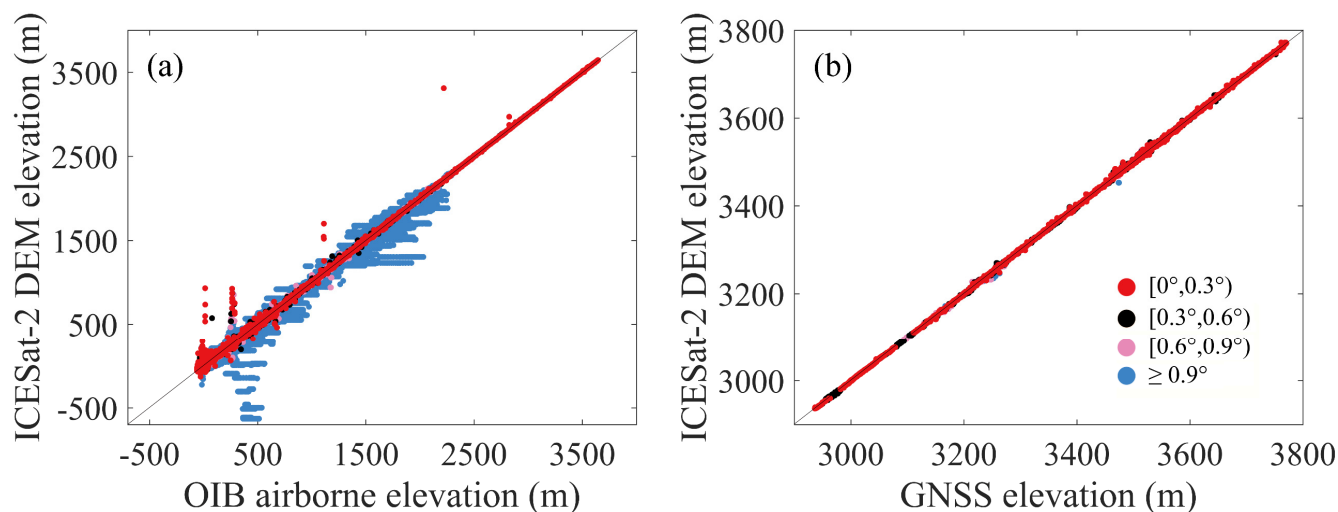 (a)
ICESat-2 DEM elevation (m)
3500
2500
1500
500
-500
-500 500 1500 2500 3500
OIB airborne elevation (m)
(b)
ICESat-2 DEM elevation (m)
3800
3600
3400
3200
3000
[0°,0.3°)
[0.3°,0.6°)
[0.6°,0.9°)
≥ 0.9°
3000 3200 3400 3600 3800
GNSS elevation (m)